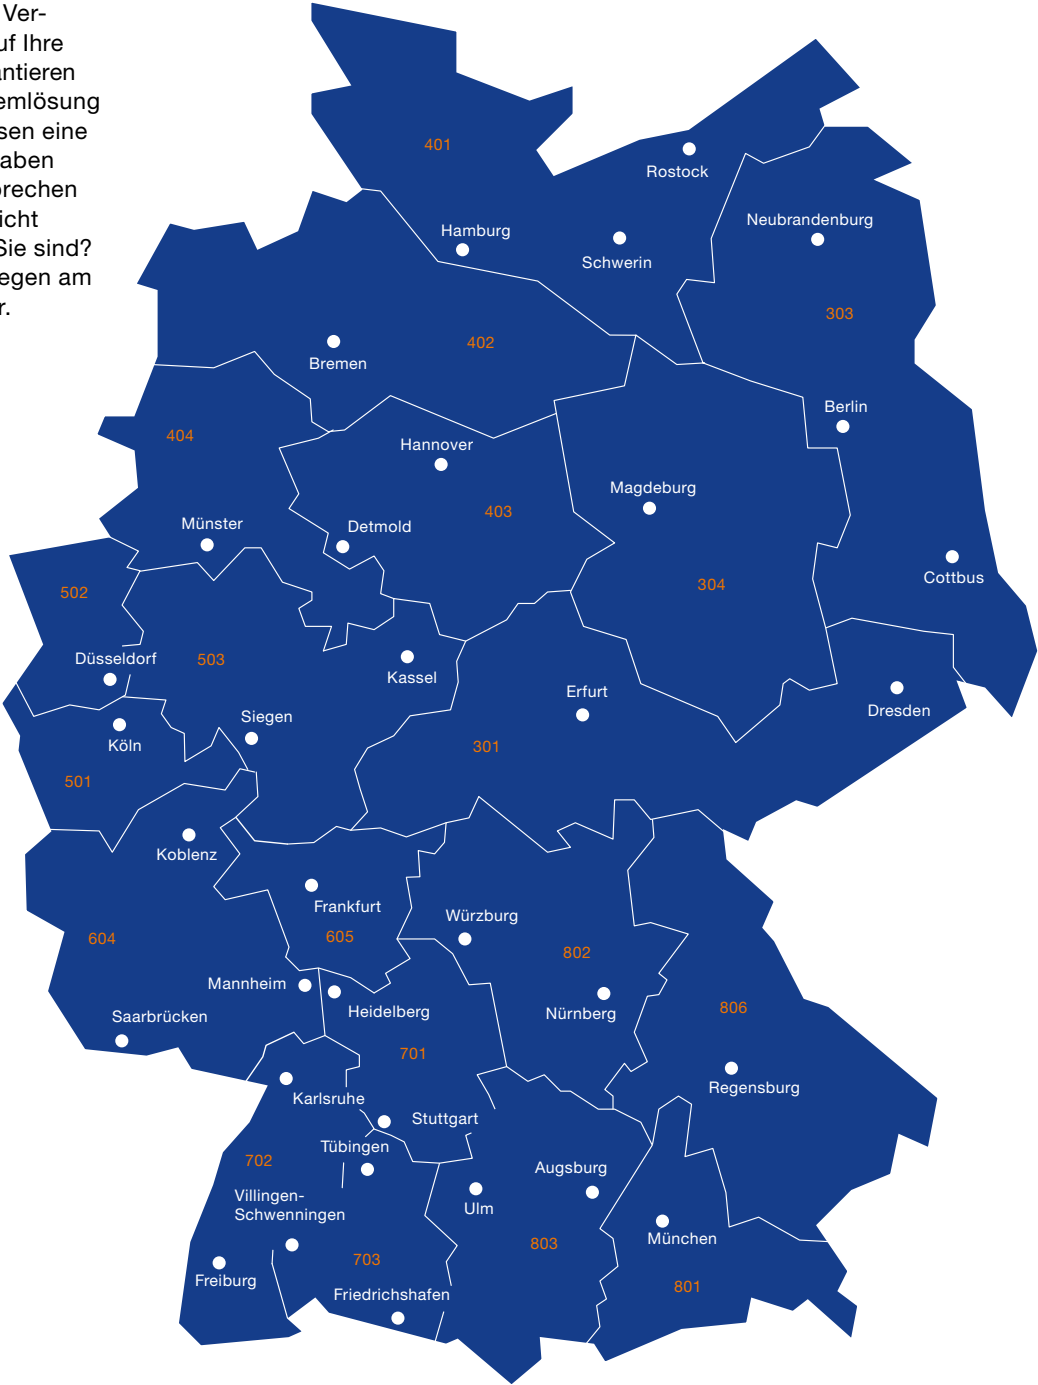 Ver-
uf Ihre
antieren
emlösung
sen eine
aben
prechen
icht
Sie sind?
egen am
r.
401
Rostock
Neubrandenburg
Hamburg
Schwerin
303
402
Bremen
Berlin
404
Hannover
Magdeburg
403
Münster
Detmold
Cottbus
304
502
Düsseldorf
503
Kassel
Erfurt
Dresden
Siegen
Köln
301
501
Koblenz
Frankfurt
Würzburg
605
604
802
Mannheim
Heidelberg
Nürnberg
806
Saarbrücken
701
Regensburg
Karlsruhe
Stuttgart
Tübingen
702
Augsburg
Villingen-
Schwenningen
Ulm
München
803
703
Freiburg
801
Friedrichshafen